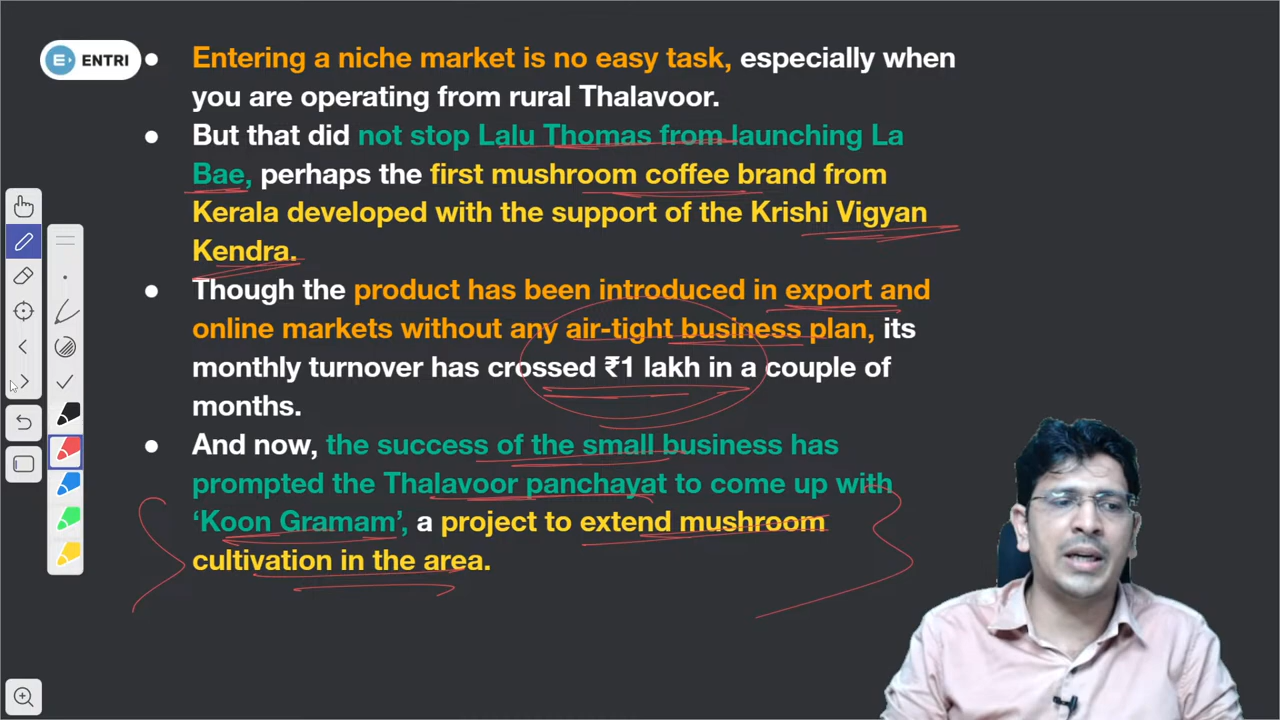 ENTRI
● Entering a niche market is no easy task, especially when
you are operating from rural Thalavoor.
● But that did not stop Lalu Thomas from launching La
Bae, perhaps the first mushroom coffee brand from
Kerala developed with the support of the Krishi Vigyan
Kendra.
● Though the product has been introduced in export and
online markets without any air-tight business plan, its
monthly turnover has crossed ₹1 lakh in a couple of
months.
● And now, the success of the small business has
prompted the Thalavoor panchayat to come up with
‘Koon Gramam’, a project to extend mushroom
cultivation in the area.